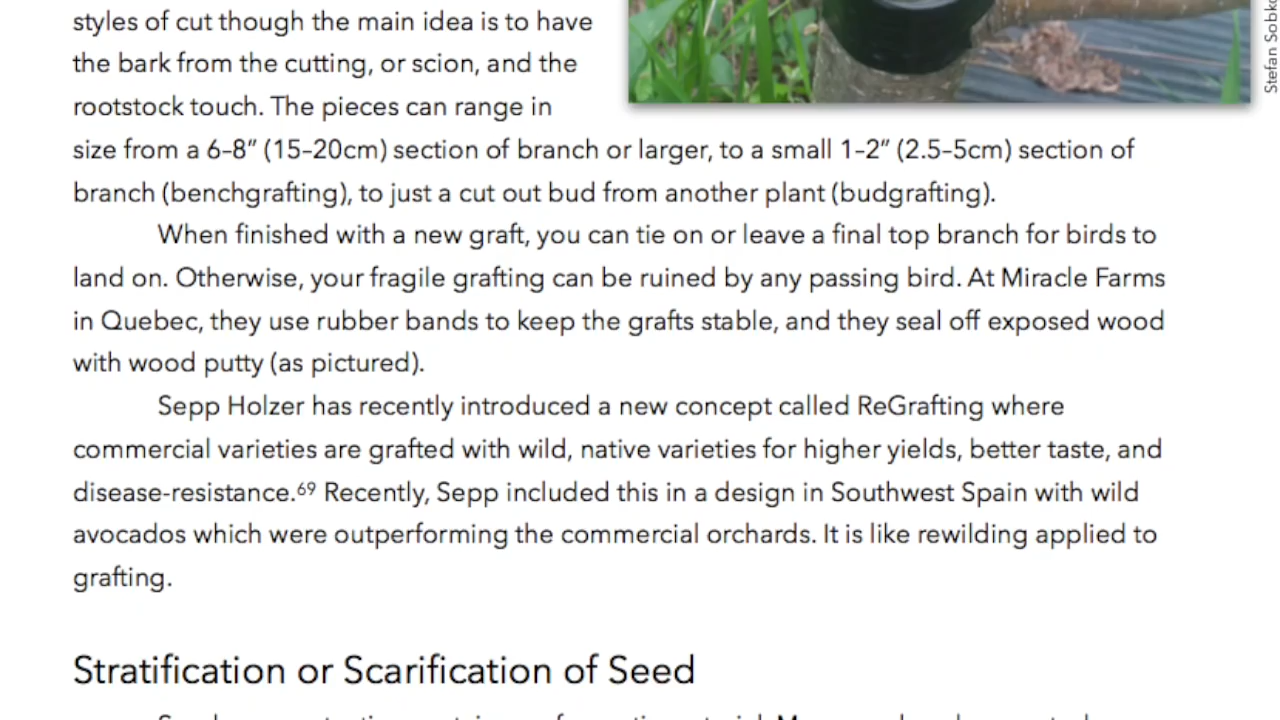 styles of cut though the main idea is to have
the bark from the cutting, or scion, and the
rootstock touch. The pieces can range in
size from a 6–8” (15–20cm) section of branch or larger, to a small 1–2” (2.5–5cm) section of
branch (benchgrafting), to just a cut out bud from another plant (budgrafting).
When finished with a new graft, you can tie on or leave a final top branch for birds to
land on. Otherwise, your fragile grafting can be ruined by any passing bird. At Miracle Farms
in Quebec, they use rubber bands to keep the grafts stable, and they seal off exposed wood
with wood putty (as pictured).
Sepp Holzer has recently introduced a new concept called ReGrafting where
commercial varieties are grafted with wild, native varieties for higher yields, better taste, and
disease-resistance.⁶⁹ Recently, Sepp included this in a design in Southwest Spain with wild
avocados which were outperforming the commercial orchards. It is like rewilding applied to
grafting.
Stratification or Scarification of Seed
Stefan